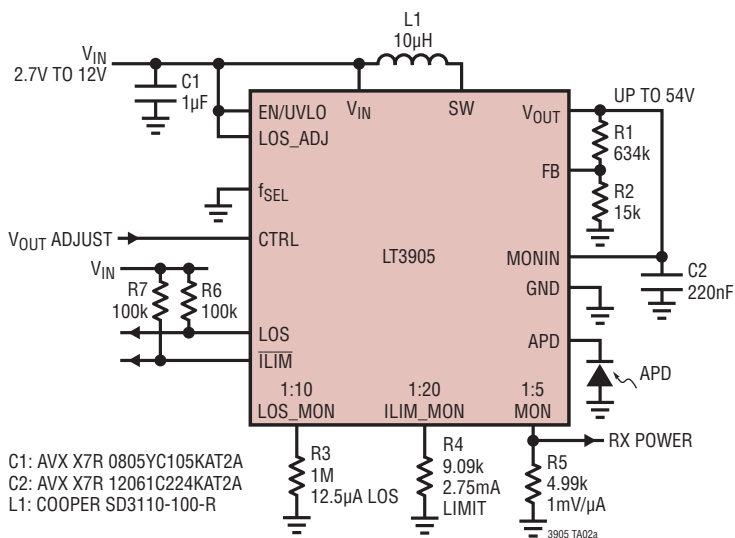 L1
10µH
VIN
2.7V TO 12V
C1
1µF
EN/UVLO
LOS_ADJ
VIN
SW
VOUT
UP TO 54V
R1
634k
FB
R2
15k
fSEL
VOUT ADJUST
CTRL
LT3905
MONIN
GND
C2
220nF
VIN
R7
100k
R6
100k
LOS
ILIM
APD
APD
1:10
LOS_MON
1:20
ILIM_MON
1:5
MON
RX POWER
R3
1M
12.5µA LOS
R4
9.09k
2.75mA
LIMIT
R5
4.99k
1mV/µA
C1: AVX X7R 0805YC105KAT2A
C2: AVX X7R 12061C224KAT2A
L1: COOPER SD3110-100-R
3905 TA02a